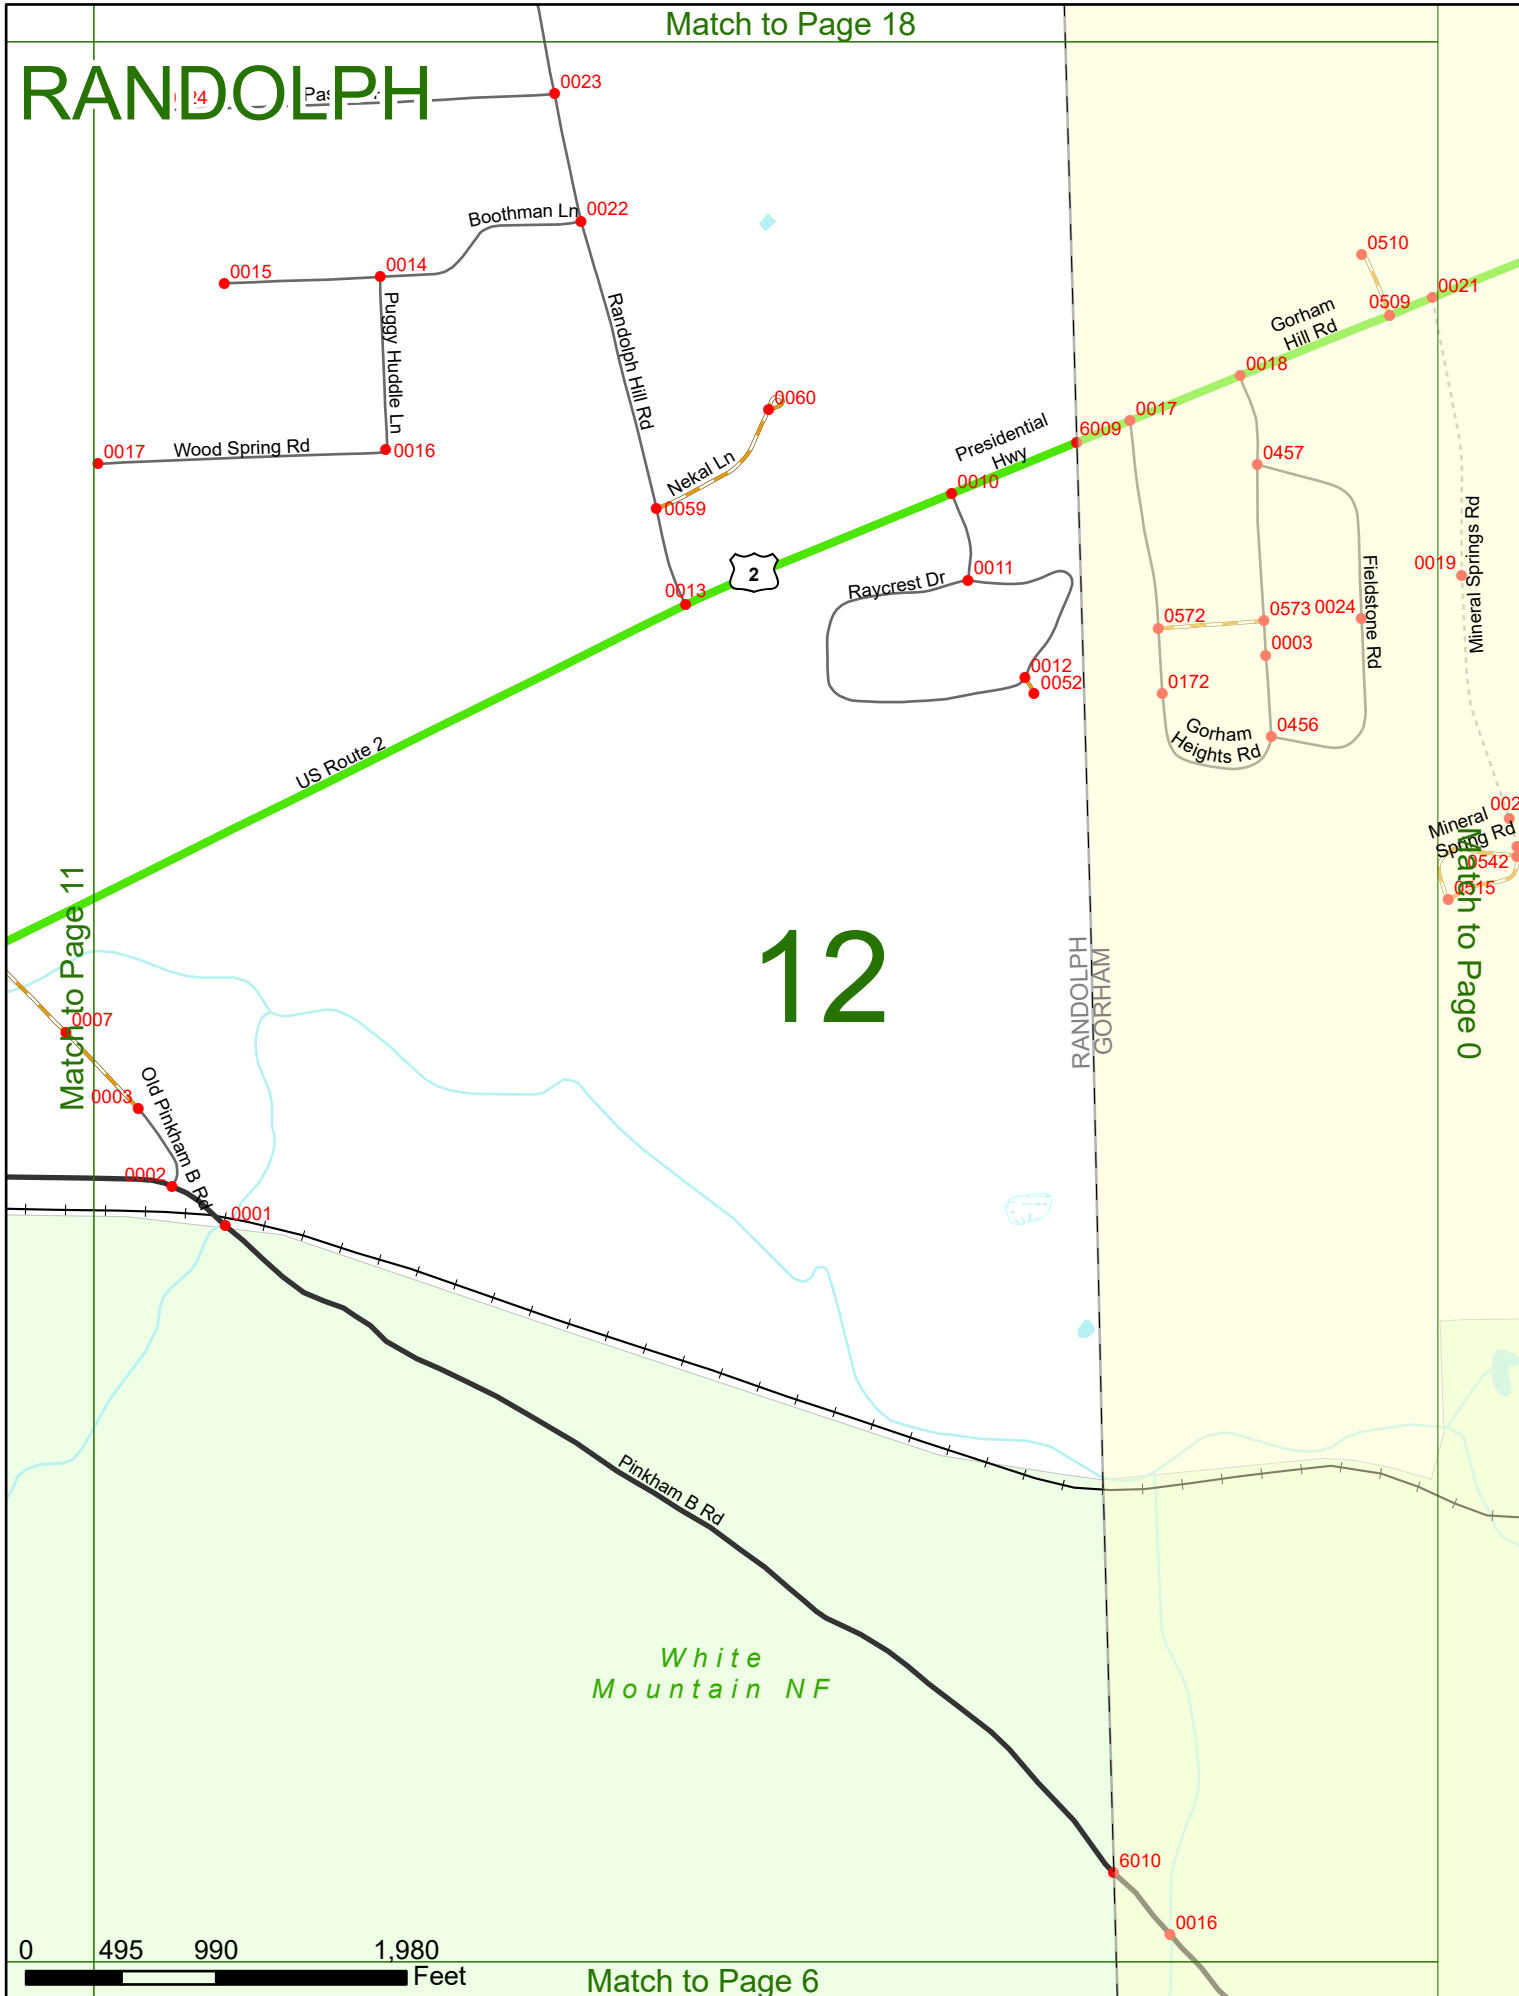 Match to Page 18
RANDOLPH
0023
0022
Boothman Ln
0015
0014
Puggy Huddle Ln
Randolph Hill Rd
0510
0021
0509
Gorham
Hill Rd
0018
0060
0017
Presidential
Hwy
6009
0017
Wood Spring Rd
0016
0457
Nekal Ln
0059
0010
Mineral Springs Rd
2
0011
0019
Raycrest Dr
0013
Fieldstone Rd
0572
0573
0024
0003
0012
0052
0172
0456
Gorham
Heights Rd
US Route 2
002
Mineral
Spring Rd
0542
0515
Match to Page 11
12
RANDOLPH
GORHAM
Match to Page 0
0007
0003
Old Pinkham B Rd
0002
0001
Pinkham B Rd
White
Mountain NF
6010
0016
0 495 990 1,980
Feet
Match to Page 6